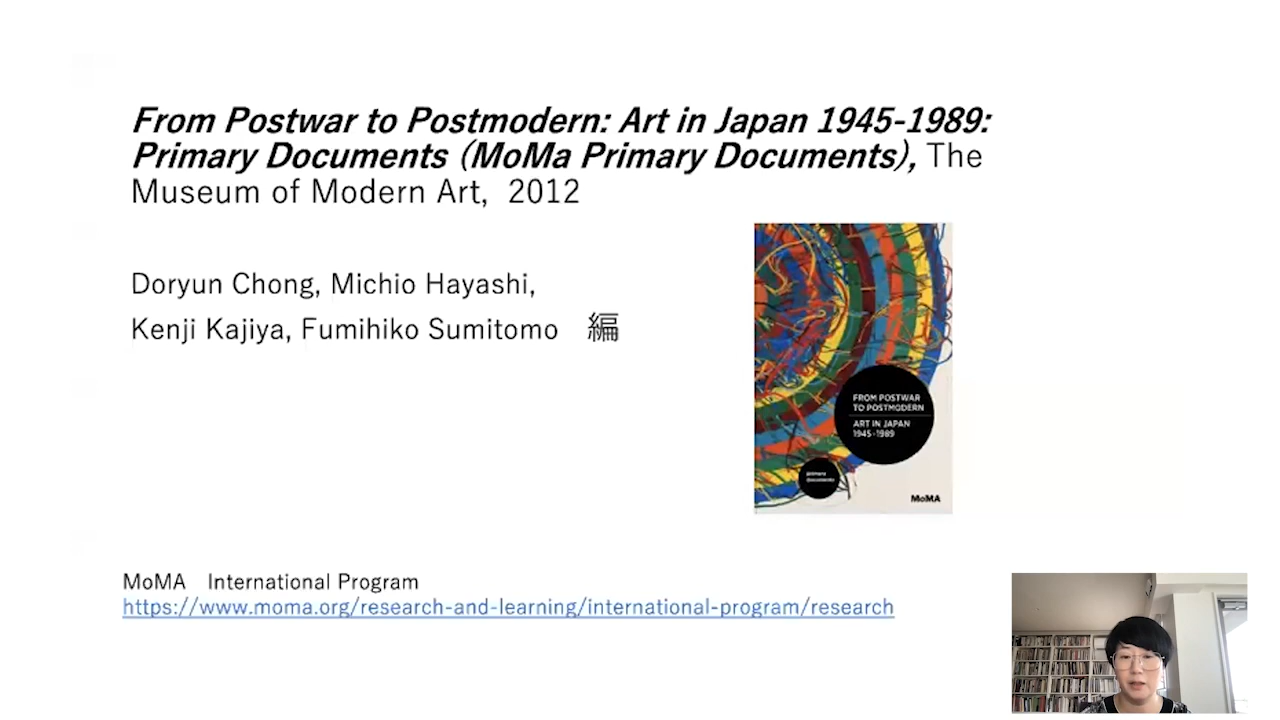 From Postwar to Postmodern: Art in Japan 1945-1989:
Primary Documents (MoMa Primary Documents), The
Museum of Modern Art, 2012
Doryun Chong, Michio Hayashi,
Kenji Kajiya, Fumihiko Sumitomo　編
FROM POSTWAR
TO POSTMODERN
ART IN JAPAN
1945-1989
primary
documents
MoMA
MoMA　International Program
https://www.moma.org/research-and-learning/international-program/research